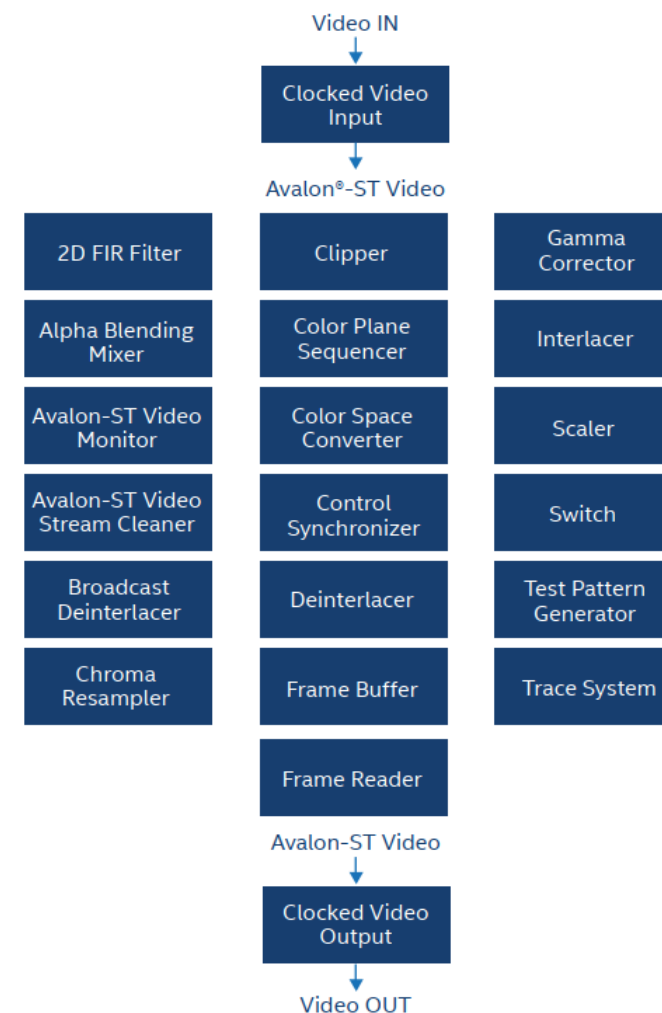 Video IN
Clocked Video
Input
Avalon®-ST Video
2D FIR Filter
Clipper
Gamma
Corrector
Alpha Blending
Mixer
Color Plane
Sequencer
Interlacer
Avalon-ST Video
Monitor
Color Space
Converter
Scaler
Avalon-ST Video
Stream Cleaner
Control
Synchronizer
Switch
Broadcast
Deinterlacer
Deinterlacer
Test Pattern
Generator
Chroma
Resampler
Frame Buffer
Trace System
Frame Reader
Avalon-ST Video
Clocked Video
Output
Video OUT